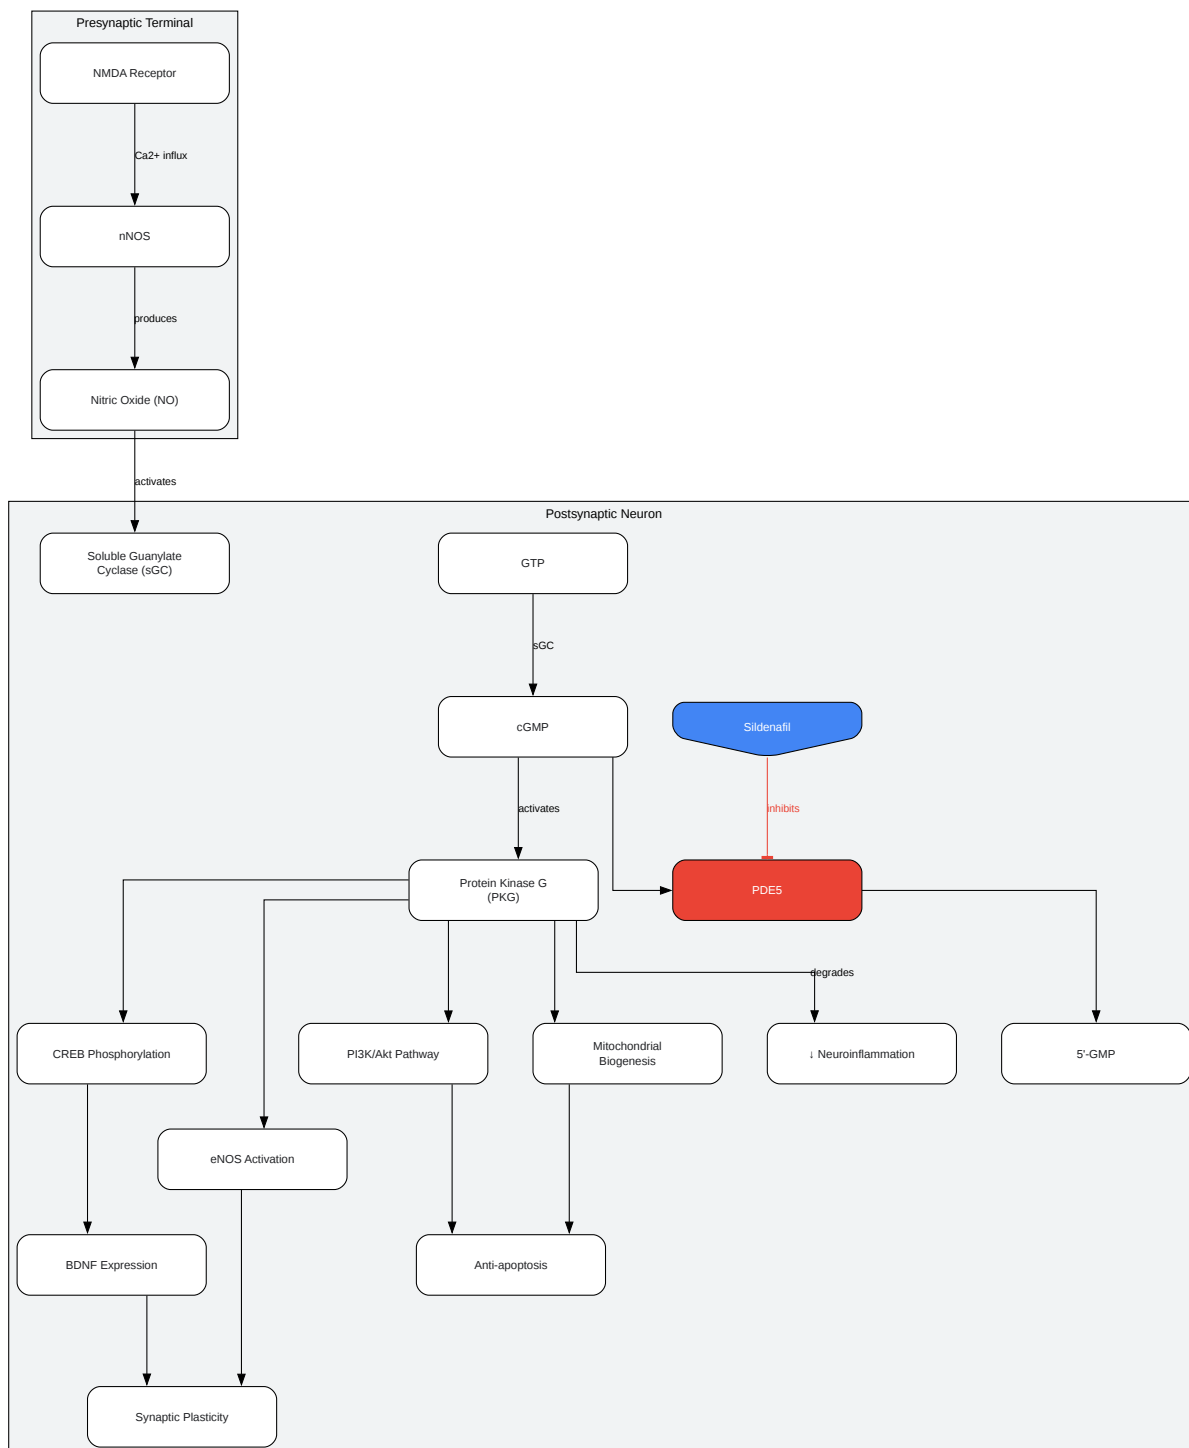 Presynaptic Terminal
NMDA Receptor
Ca2+ influx
nNOS
produces
Nitric Oxide (NO)
activates
Postsynaptic Neuron
Soluble Guanylate
Cyclase (sGC)
GTP
sGC
cGMP
Sildenafil
activates
inhibits
Protein Kinase G
(PKG)
PDE5
degrades
CREB Phosphorylation
PI3K/Akt Pathway
Mitochondrial
Biogenesis
↓ Neuroinflammation
5'-GMP
eNOS Activation
BDNF Expression
Anti-apoptosis
Synaptic Plasticity